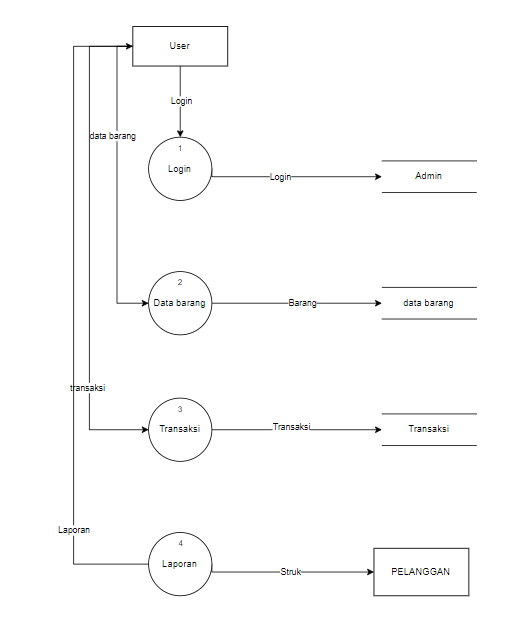 User
Login
data barang
1
Login
Login
Admin
2
Data barang
Barang
data barang
transaksi
3
Transaksi
Transaksi
Transaksi
Laporan
4
Laporan
Struk
PELANGGAN